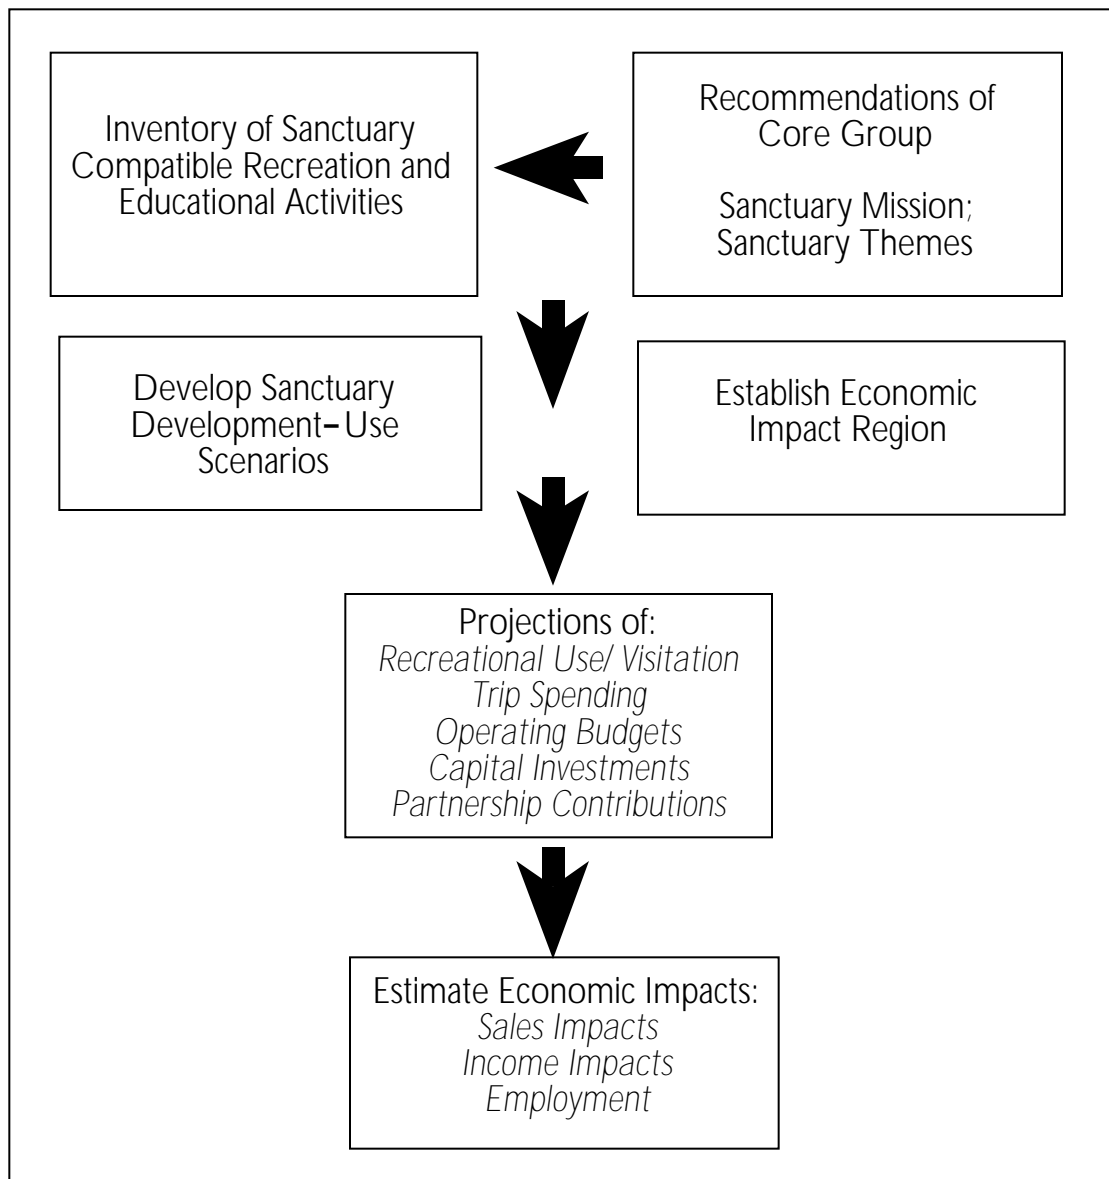 Inventory of Sanctuary
Compatible Recreation and
Educational Activities
Recommendations of
Core Group
Sanctuary Mission;
Sanctuary Themes
Develop Sanctuary
Development–Use
Scenarios
Establish Economic
Impact Region
Projections of:
Recreational Use/ Visitation
Trip Spending
Operating Budgets
Capital Investments
Partnership Contributions
Estimate Economic Impacts:
Sales Impacts
Income Impacts
Employment